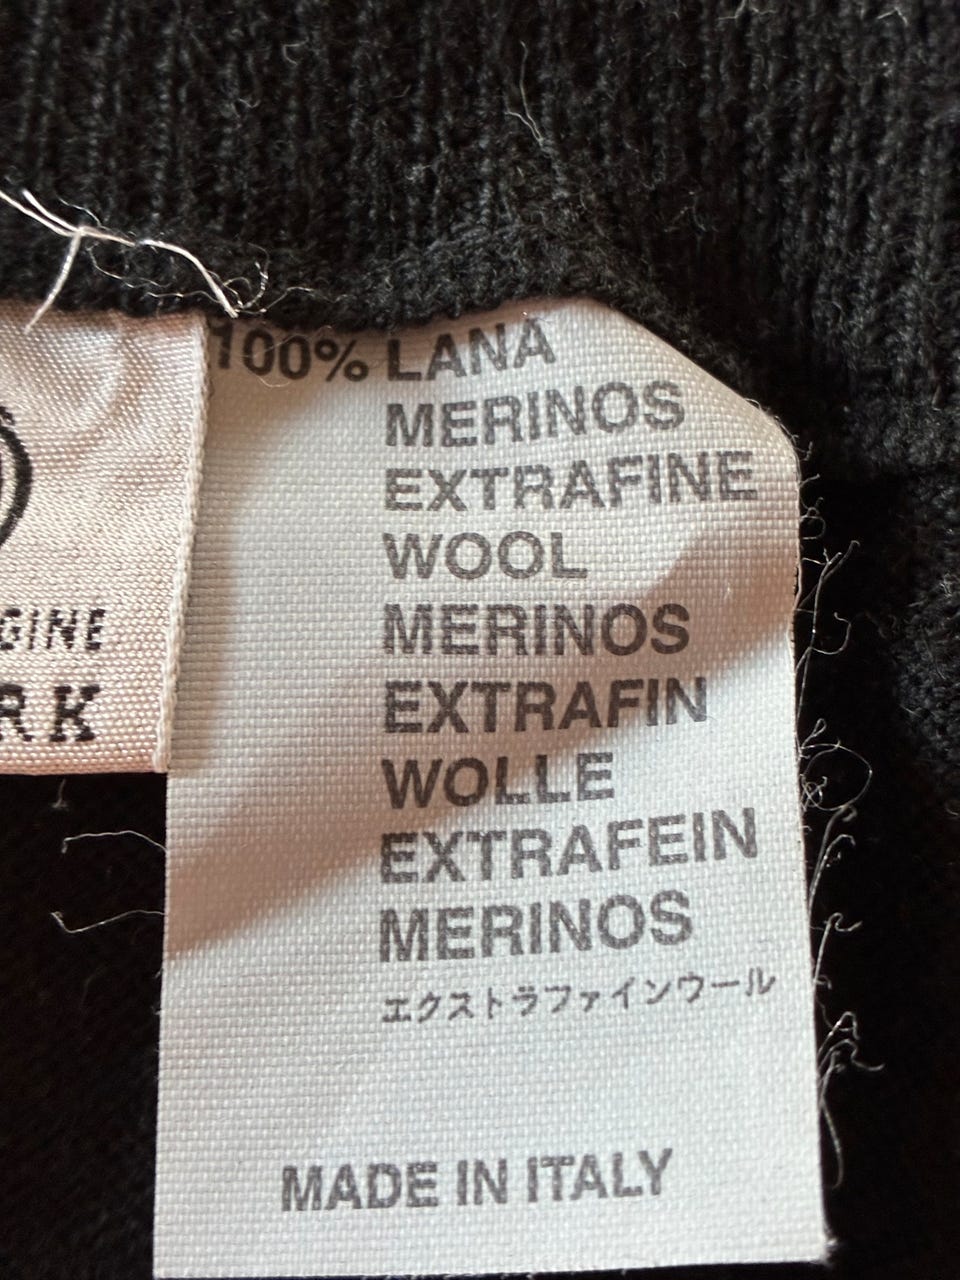 100% LANA
MERINOS
EXTRAFINE
WOOL
MERINOS
EXTRAFIN
WOLLE
EXTRAFEIN
MERINOS
エクストラファインウール
MADE IN ITALY